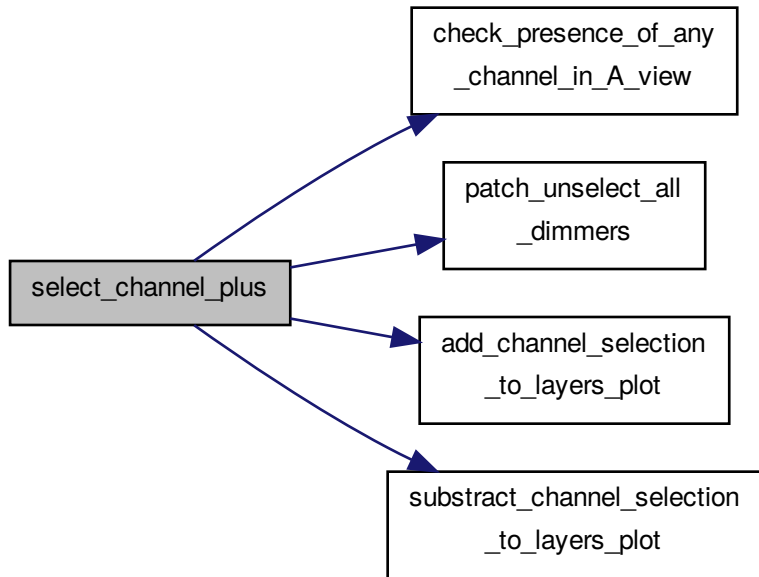 check_presence_of_any
_channel_in_A_view
patch_unselect_all
_dimmers
select_channel_plus
add_channel_selection
_to_layers_plot
substract_channel_selection
_to_layers_plot